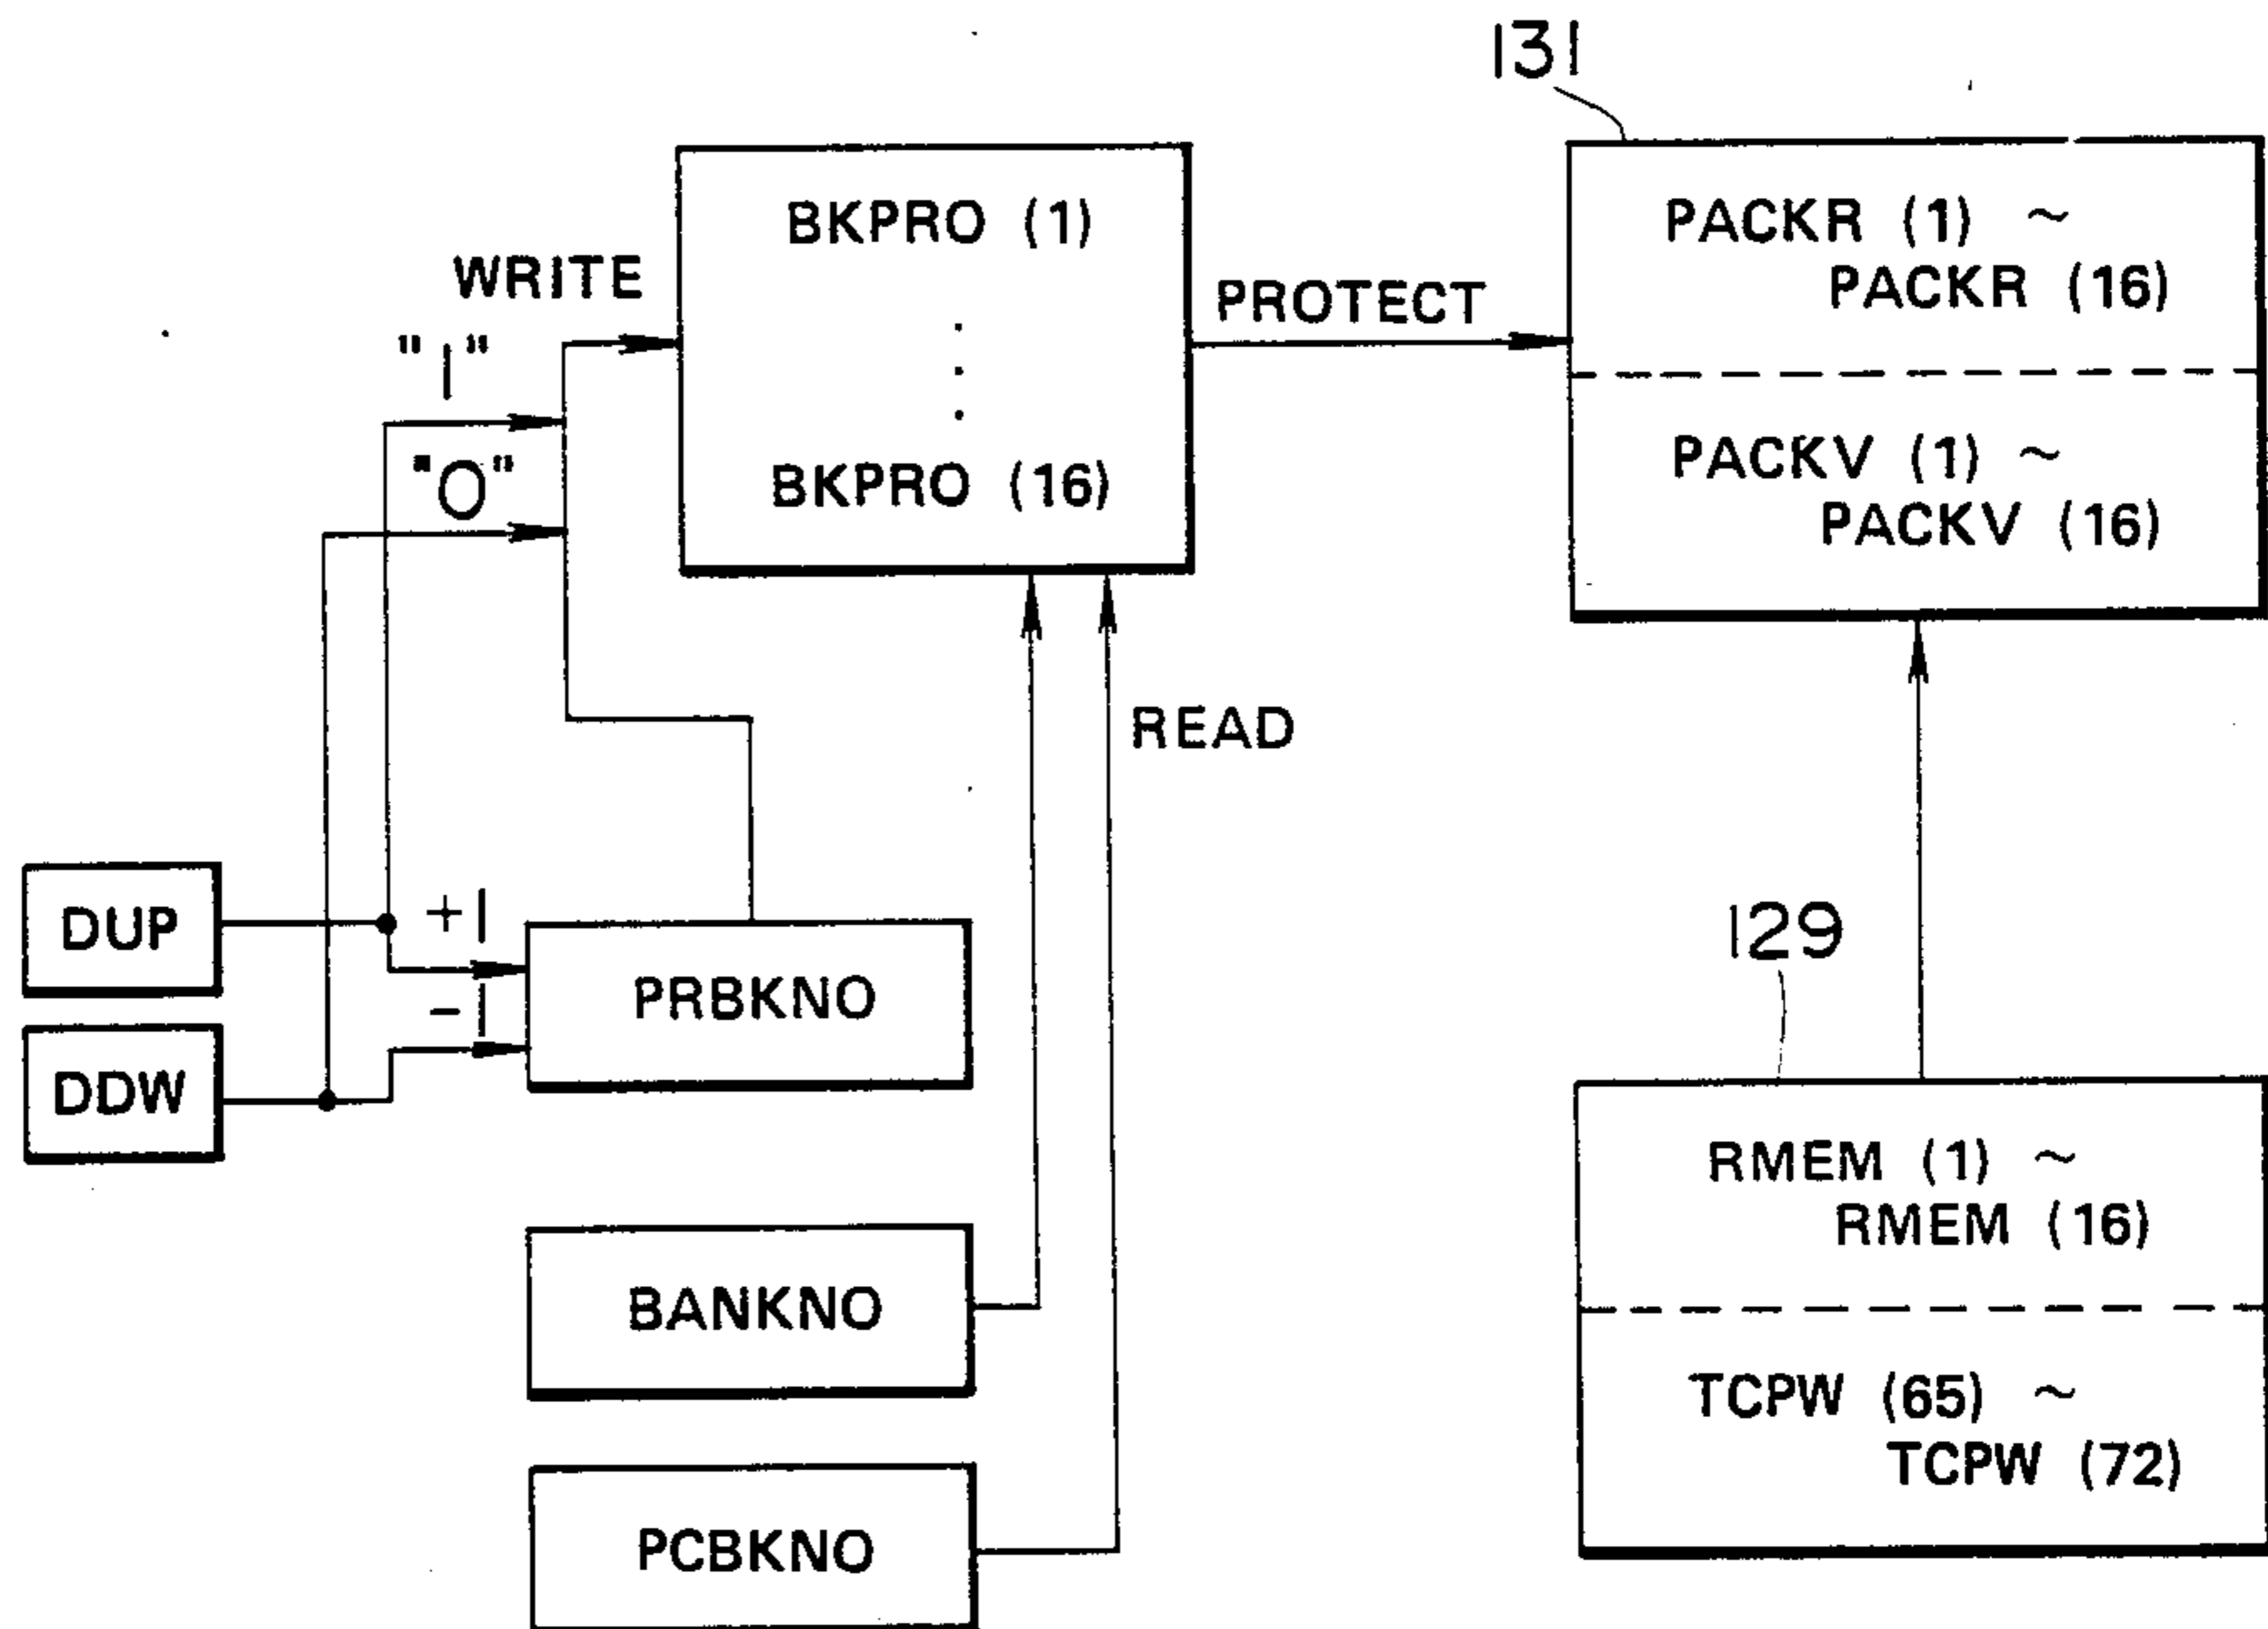 131
BKPRO (1)
PACKR (1) ~
PACKR (16)
WRITE
PROTECT
"1"
"0"
BKPRO (16)
PACKV (1) ~
PACKV (16)
READ
DUP
+1
129
PRBKNO
-1
DDW
RMEM (1) ~
RMEM (16)
BANKNO
TCPW (65) ~
TCPW (72)
PCBKNO